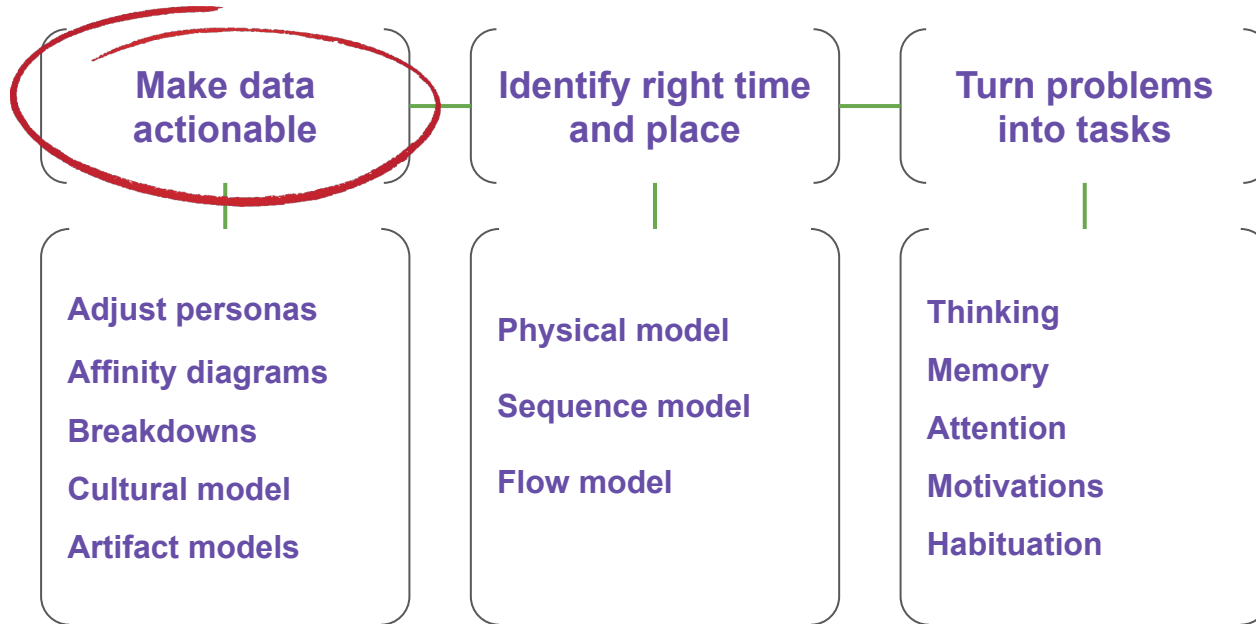 Make data
actionable
Identify right time
and place
Turn problems
into tasks
Adjust personas
Affinity diagrams
Breakdowns
Cultural model
Artifact models
Physical model
Sequence model
Flow model
Thinking
Memory
Attention
Motivations
Habituation